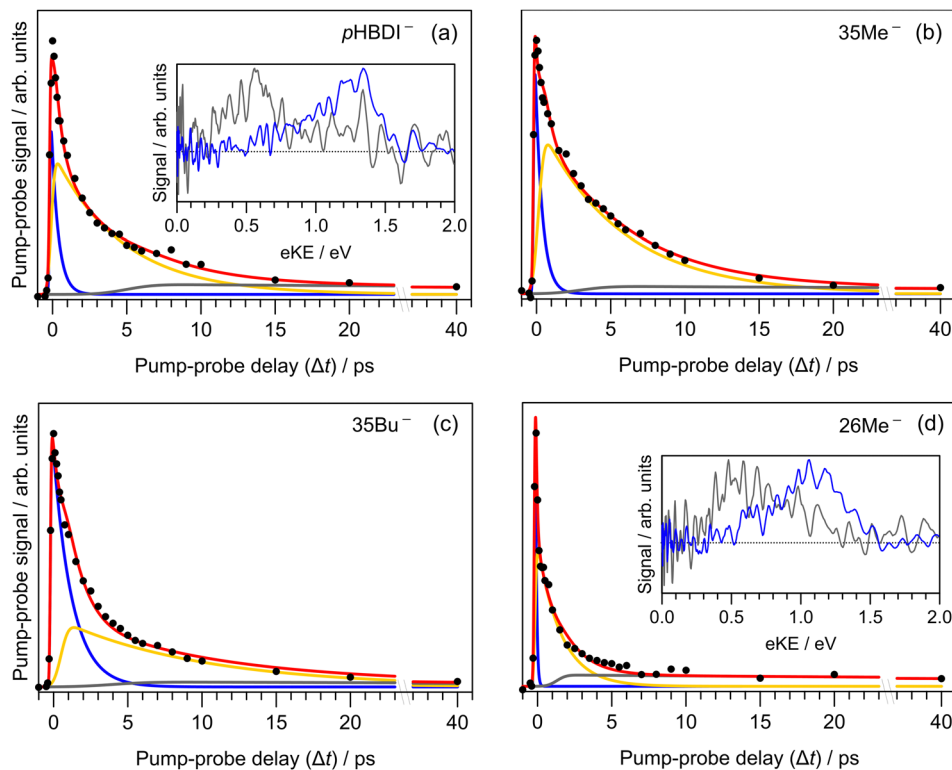 pHBDI⁻ (a)
Pump-probe signal / arb. units
Signal / arb. units
0.0 0.5 1.0 1.5 2.0
eKE / eV
0 5 10 15 20 40
Pump-probe delay (Δt) / ps
35Me⁻ (b)
0 5 10 15 20 40
Pump-probe delay (Δt) / ps
35Bu⁻ (c)
Pump-probe signal / arb. units
0 5 10 15 20 40
Pump-probe delay (Δt) / ps
26Me⁻ (d)
Signal / arb. units
0.0 0.5 1.0 1.5 2.0
eKE / eV
0 5 10 15 20 40
Pump-probe delay (Δt) / ps